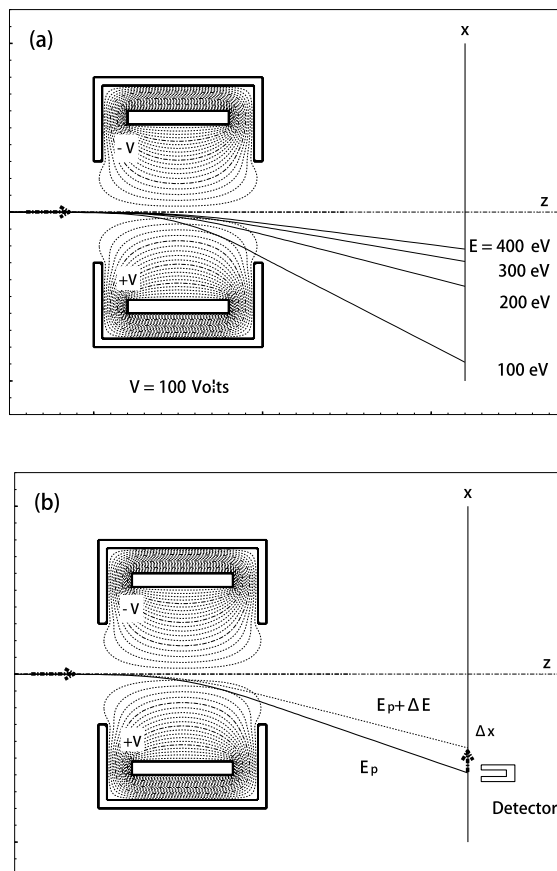 (a)
x
- V
z
E = 400 eV
300 eV
+V
200 eV
100 eV
V = 100 Volts
(b)
x
- V
z
Ep + ΔE
Δx
+V
Ep
Detector